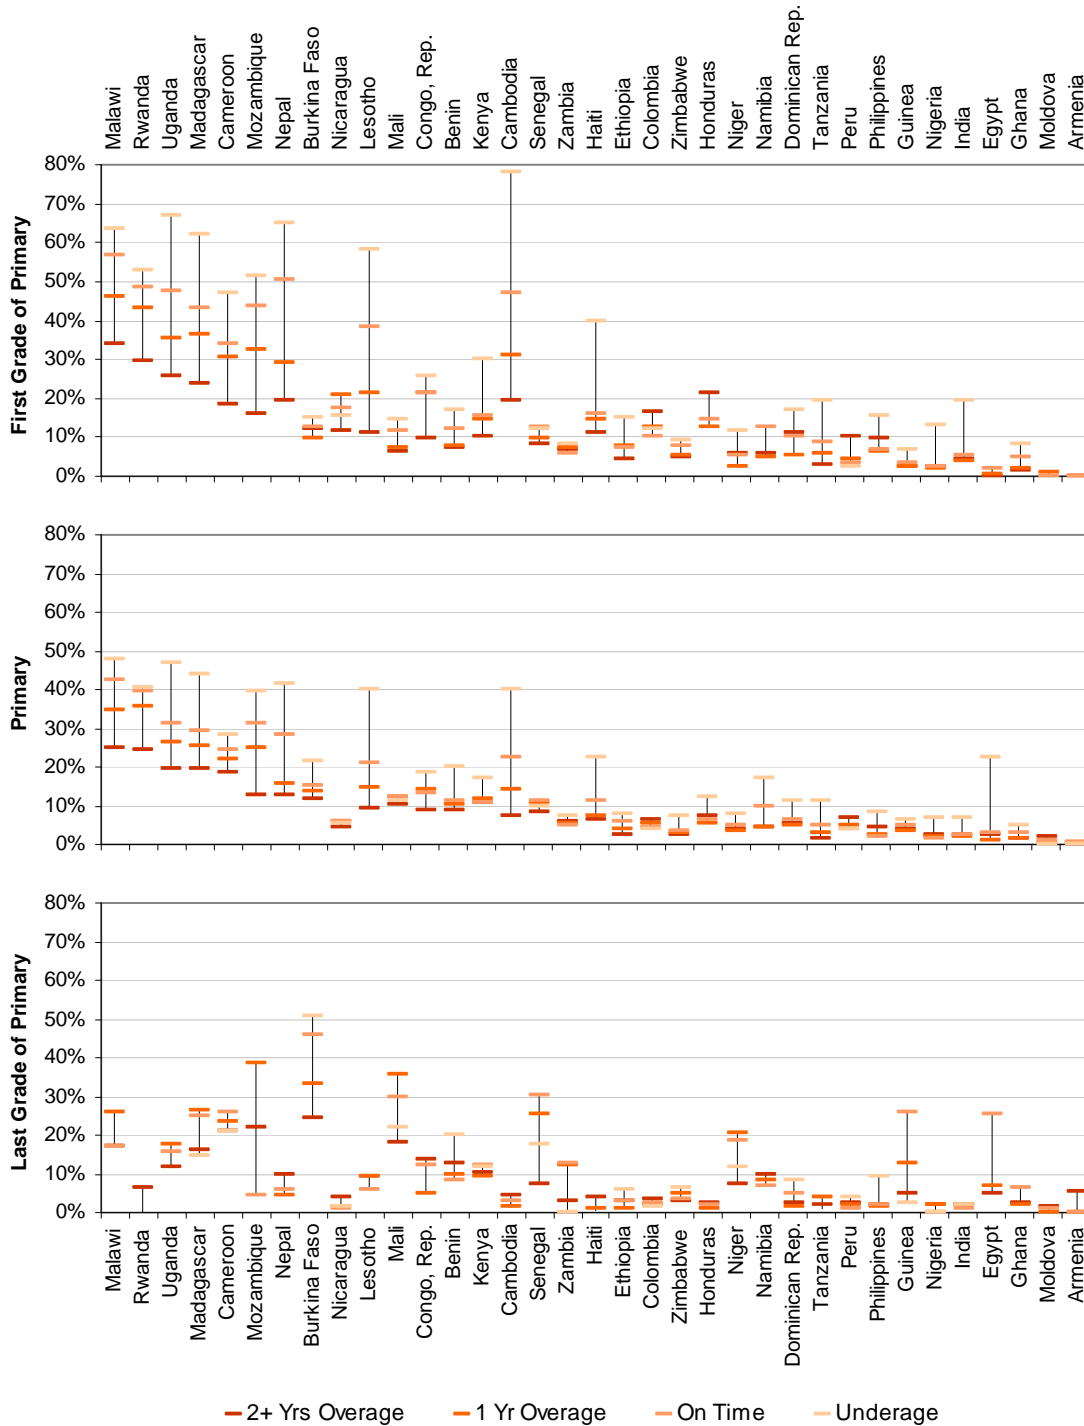 Malawi
Rwanda
Uganda
Madagascar
Cameroon
Mozambique
Nepal
Burkina Faso
Nicaragua
Lesotho
Mali
Congo, Rep.
Benin
Kenya
Cambodia
Senegal
Zambia
Haiti
Ethiopia
Colombia
Zimbabwe
Honduras
Niger
Namibia
Dominican Rep.
Tanzania
Peru
Philippines
Guinea
Nigeria
India
Egypt
Ghana
Moldova
Armenia
First Grade of Primary
80%
70%
60%
50%
40%
30%
20%
10%
0%
Primary
80%
70%
60%
50%
40%
30%
20%
10%
0%
Last Grade of Primary
80%
70%
60%
50%
40%
30%
20%
10%
0%
Malawi
Rwanda
Uganda
Madagascar
Cameroon
Mozambique
Nepal
Burkina Faso
Nicaragua
Lesotho
Mali
Congo, Rep.
Benin
Kenya
Cambodia
Senegal
Zambia
Haiti
Ethiopia
Colombia
Zimbabwe
Honduras
Niger
Namibia
Dominican Rep.
Tanzania
Peru
Philippines
Guinea
Nigeria
India
Egypt
Ghana
Moldova
Armenia
2+ Yrs Overage 1 Yr Overage On Time Underage